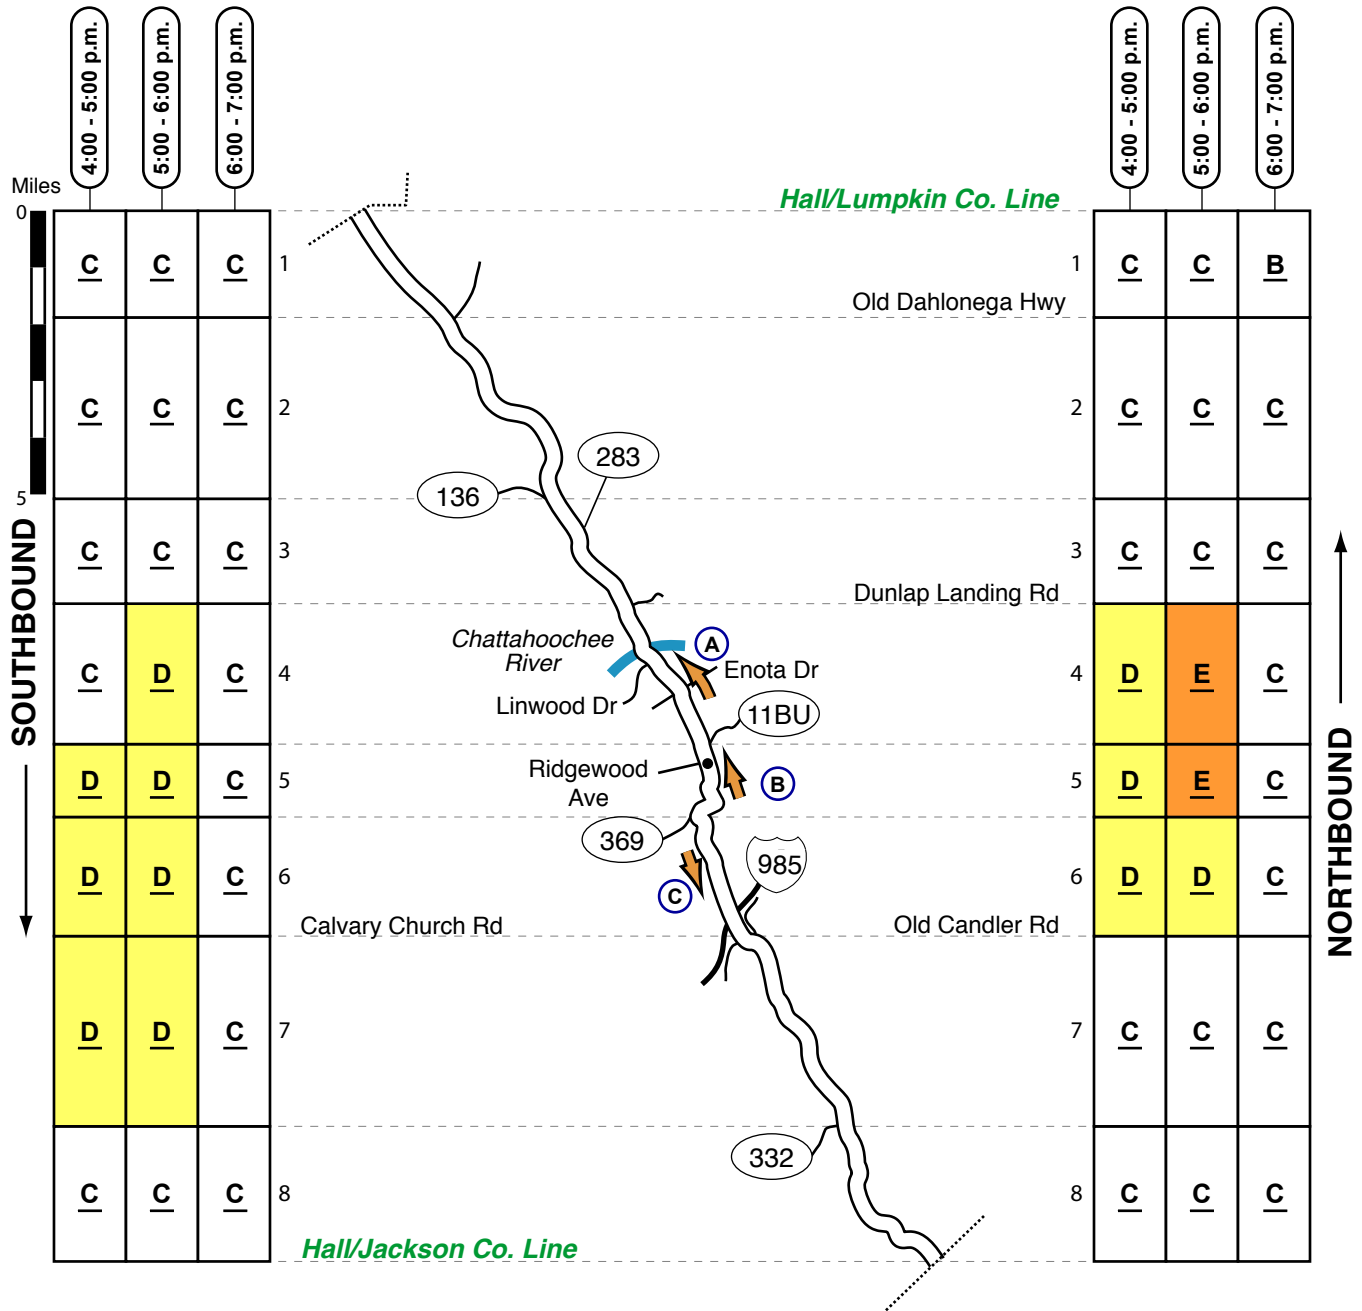 4:00 - 5:00 p.m.
5:00 - 6:00 p.m.
6:00 - 7:00 p.m.
4:00 - 5:00 p.m.
5:00 - 6:00 p.m.
6:00 - 7:00 p.m.
Miles
0
5
Hall/Lumpkin Co. Line
C C C 1
1 C C B
Old Dahlonega Hwy
C C C 2
2 C C C
283
136
C C C 3
3 C C C
Dunlap Landing Rd
SOUTHBOUND
NORTHBOUND
Chattahoochee
River
A
C D C 4
Enota Dr
4 D E C
Linwood Dr
11BU
Ridgewood
Ave
B
D D C 5
5 D E C
369
985
D D C 6
C
6 D D C
Calvary Church Rd
Old Candler Rd
D D C 7
7 C C C
332
C C C 8
8 C C C
Hall/Jackson Co. Line